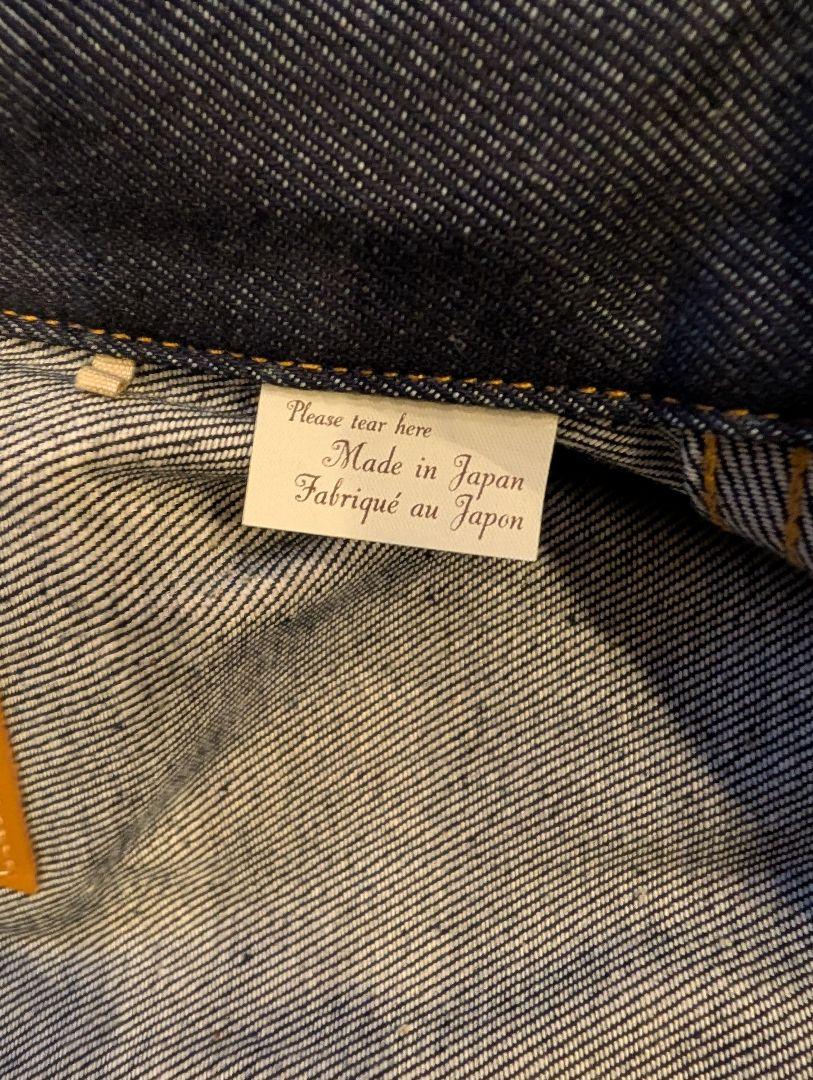 Please tear here
Made in Japan
Fabriqué au Japon